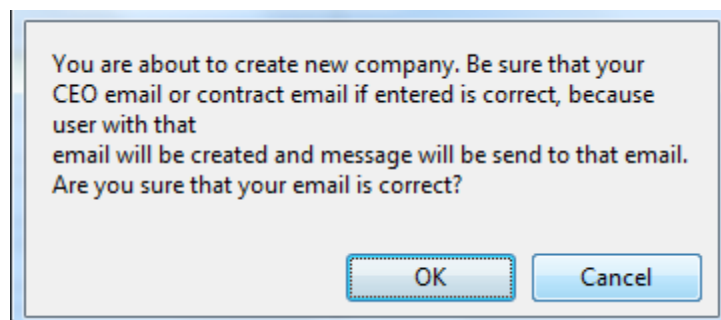 You are about to create new company. Be sure that your
CEO email or contract email if entered is correct, because
user with that
email will be created and message will be send to that email.
Are you sure that your email is correct?
OK
Cancel